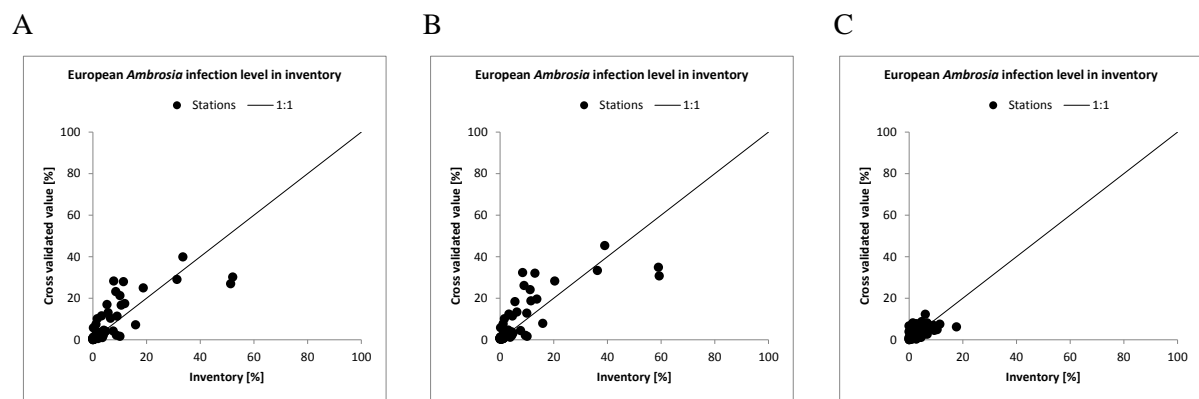 A
B
C
European Ambrosia infection level in inventory
Stations 1:1
100
80
60
40
20
0
0 20 40 60 80 100
Cross validated value [%]
Inventory [%]
European Ambrosia infection level in inventory
Stations 1:1
100
80
60
40
20
0
0 20 40 60 80 100
Cross validated value [%]
Inventory [%]
European Ambrosia infection level in inventory
Stations 1:1
100
80
60
40
20
0
0 20 40 60 80 100
Cross validated value [%]
Inventory [%]